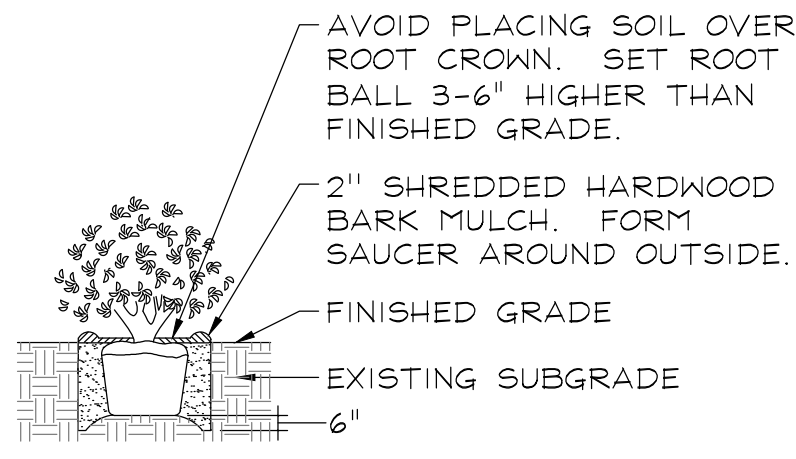 AVOID PLACING SOIL OVER
ROOT CROWN. SET ROOT
BALL 3-6" HIGHER THAN
FINISHED GRADE.
2" SHREDDED HARDWOOD
BARK MULCH. FORM
SAUCER AROUND OUTSIDE.
FINISHED GRADE
EXISTING SUBGRADE
6"